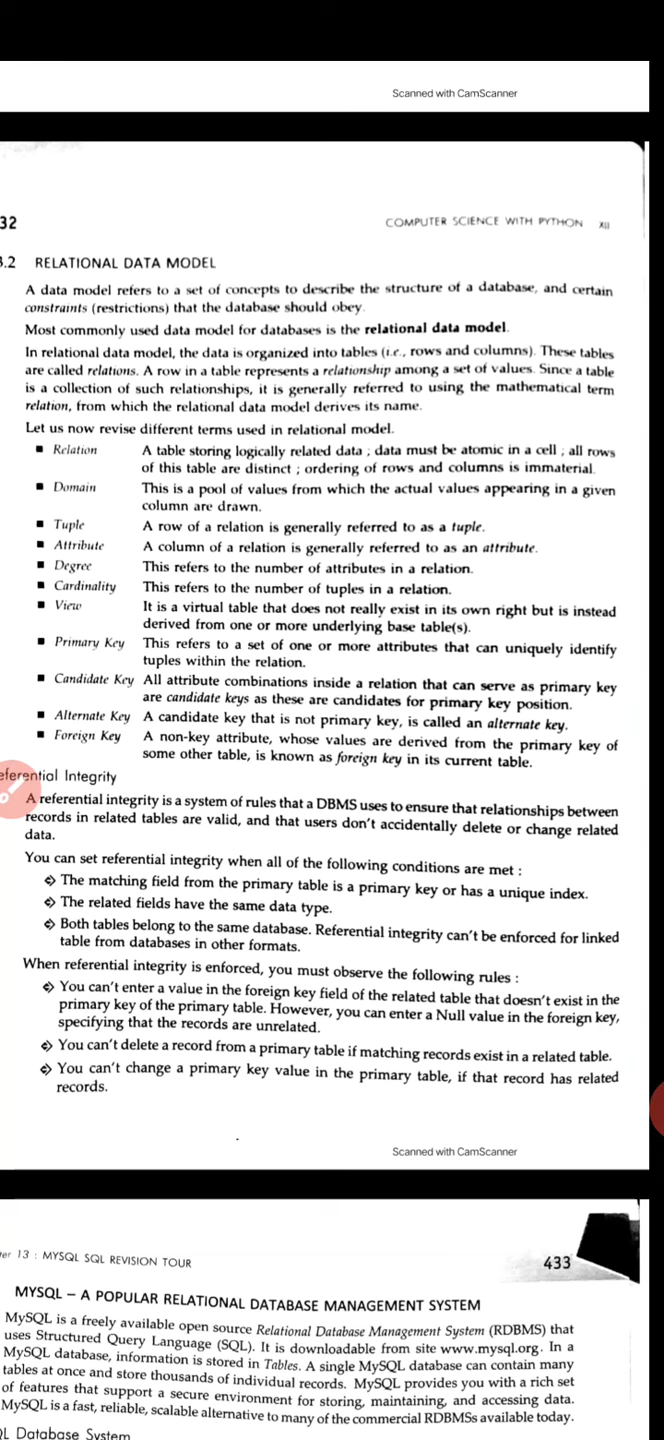 Scanned with CamScanner
32
COMPUTER SCIENCE WITH PYTHON XII
3.2 RELATIONAL DATA MODEL
A data model refers to a set of concepts to describe the structure of a database, and certain
constraints (restrictions) that the database should obey.
Most commonly used data model for databases is the relational data model.
In relational data model, the data is organized into tables (i.e., rows and columns). These tables
are called relations. A row in a table represents a relationship among a set of values. Since a table
is a collection of such relationships, it is generally referred to using the mathematical term
relation, from which the relational data model derives its name.
Let us now revise different terms used in relational model.
■ Relation A table storing logically related data ; data must be atomic in a cell ; all rows
of this table are distinct ; ordering of rows and columns is immaterial.
■ Domain This is a pool of values from which the actual values appearing in a given
column are drawn.
■ Tuple A row of a relation is generally referred to as a tuple.
■ Attribute A column of a relation is generally referred to as an attribute.
■ Degree This refers to the number of attributes in a relation.
■ Cardinality This refers to the number of tuples in a relation.
■ View It is a virtual table that does not really exist in its own right but is instead
derived from one or more underlying base table(s).
■ Primary Key This refers to a set of one or more attributes that can uniquely identify
tuples within the relation.
■ Candidate Key All attribute combinations inside a relation that can serve as primary key
are candidate keys as these are candidates for primary key position.
■ Alternate Key A candidate key that is not primary key, is called an alternate key.
■ Foreign Key A non-key attribute, whose values are derived from the primary key of
some other table, is known as foreign key in its current table.
eferential Integrity
A referential integrity is a system of rules that a DBMS uses to ensure that relationships between
records in related tables are valid, and that users don't accidentally delete or change related
data.
You can set referential integrity when all of the following conditions are met :
The matching field from the primary table is a primary key or has a unique index.
The related fields have the same data type.
Both tables belong to the same database. Referential integrity can't be enforced for linked
table from databases in other formats.
When referential integrity is enforced, you must observe the following rules :
You can't enter a value in the foreign key field of the related table that doesn't exist in the
primary key of the primary table. However, you can enter a Null value in the foreign key,
specifying that the records are unrelated.
You can't delete a record from a primary table if matching records exist in a related table.
You can't change a primary key value in the primary table, if that record has related
records.
Scanned with CamScanner
er 13 : MYSQL SQL REVISION TOUR
433
MYSQL – A POPULAR RELATIONAL DATABASE MANAGEMENT SYSTEM
MySQL is a freely available open source Relational Database Management System (RDBMS) that
uses Structured Query Language (SQL). It is downloadable from site www.mysql.org. In a
MySQL database, information is stored in Tables. A single MySQL database can contain many
tables at once and store thousands of individual records. MySQL provides you with a rich set
of features that support a secure environment for storing, maintaining, and accessing data.
MySQL is a fast, reliable, scalable alternative to many of the commercial RDBMSs available today.
QL Database System